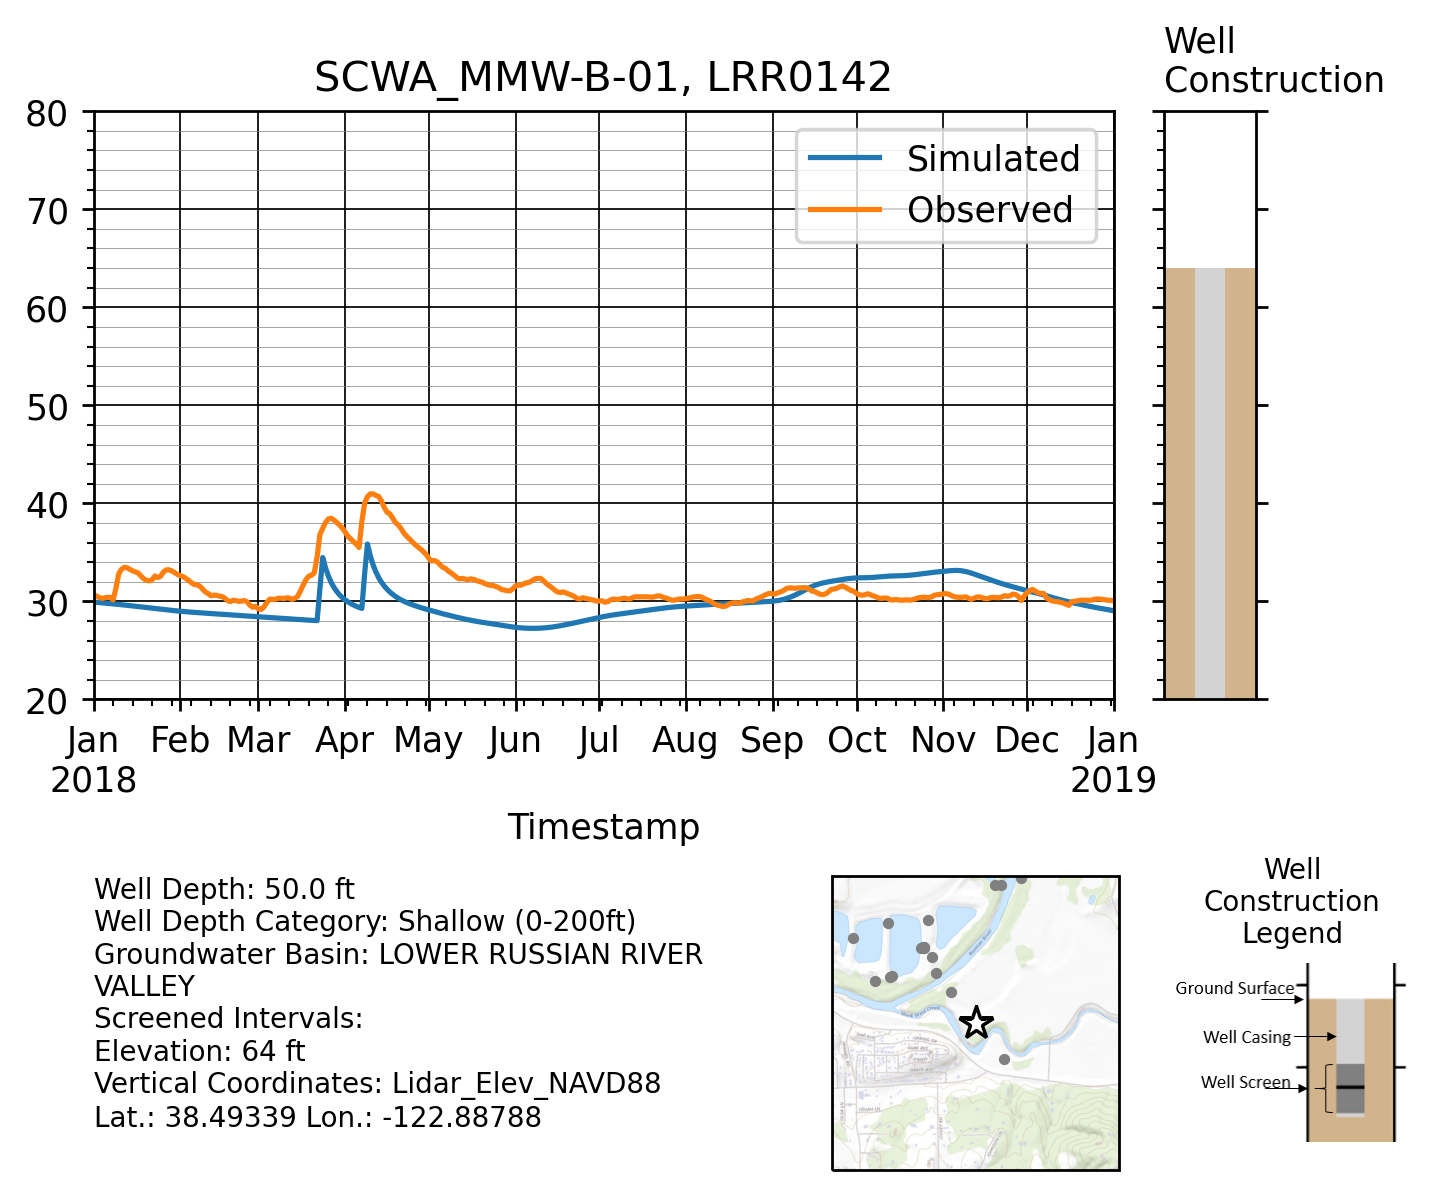 Well
Construction
SCWA_MMW-B-01, LRR0142
80
70
60
50
40
30
20
Simulated
Observed
Jan
2018
Feb
Mar
Apr
May
Jun
Jul
Aug
Sep
Oct
Nov
Dec
Jan
2019
Timestamp
Well Depth: 50.0 ft
Well Depth Category: Shallow (0-200ft)
Groundwater Basin: LOWER RUSSIAN RIVER
VALLEY
Screened Intervals:
Elevation: 64 ft
Vertical Coordinates: Lidar_Elev_NAVD88
Lat.: 38.49339 Lon.: -122.88788
Well
Construction
Legend
Ground Surface
Well Casing
Well Screen